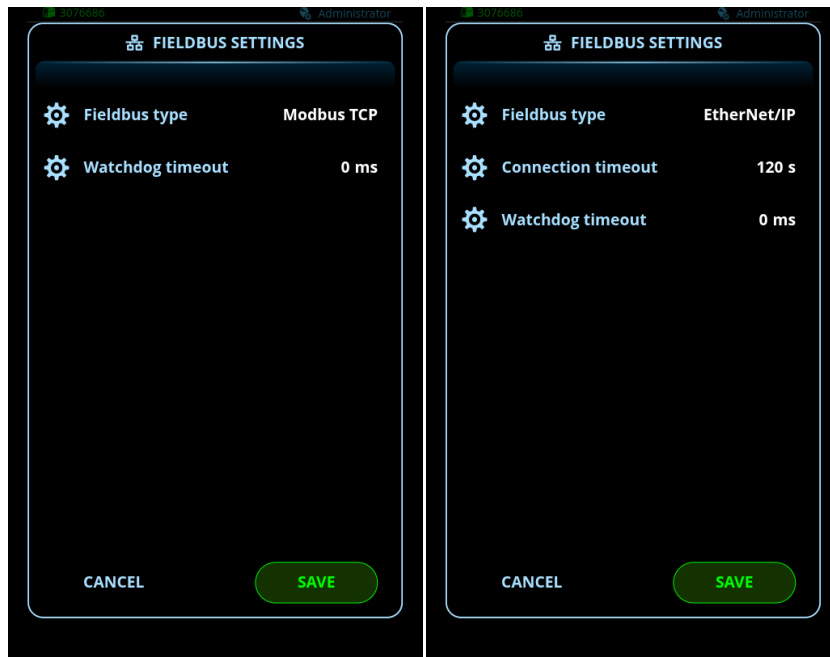 3076686 Administrator
FIELDBUS SETTINGS
Fieldbus type Modbus TCP
Watchdog timeout 0 ms
CANCEL SAVE
3076686 Administrator
FIELDBUS SETTINGS
Fieldbus type EtherNet/IP
Connection timeout 120 s
Watchdog timeout 0 ms
CANCEL SAVE